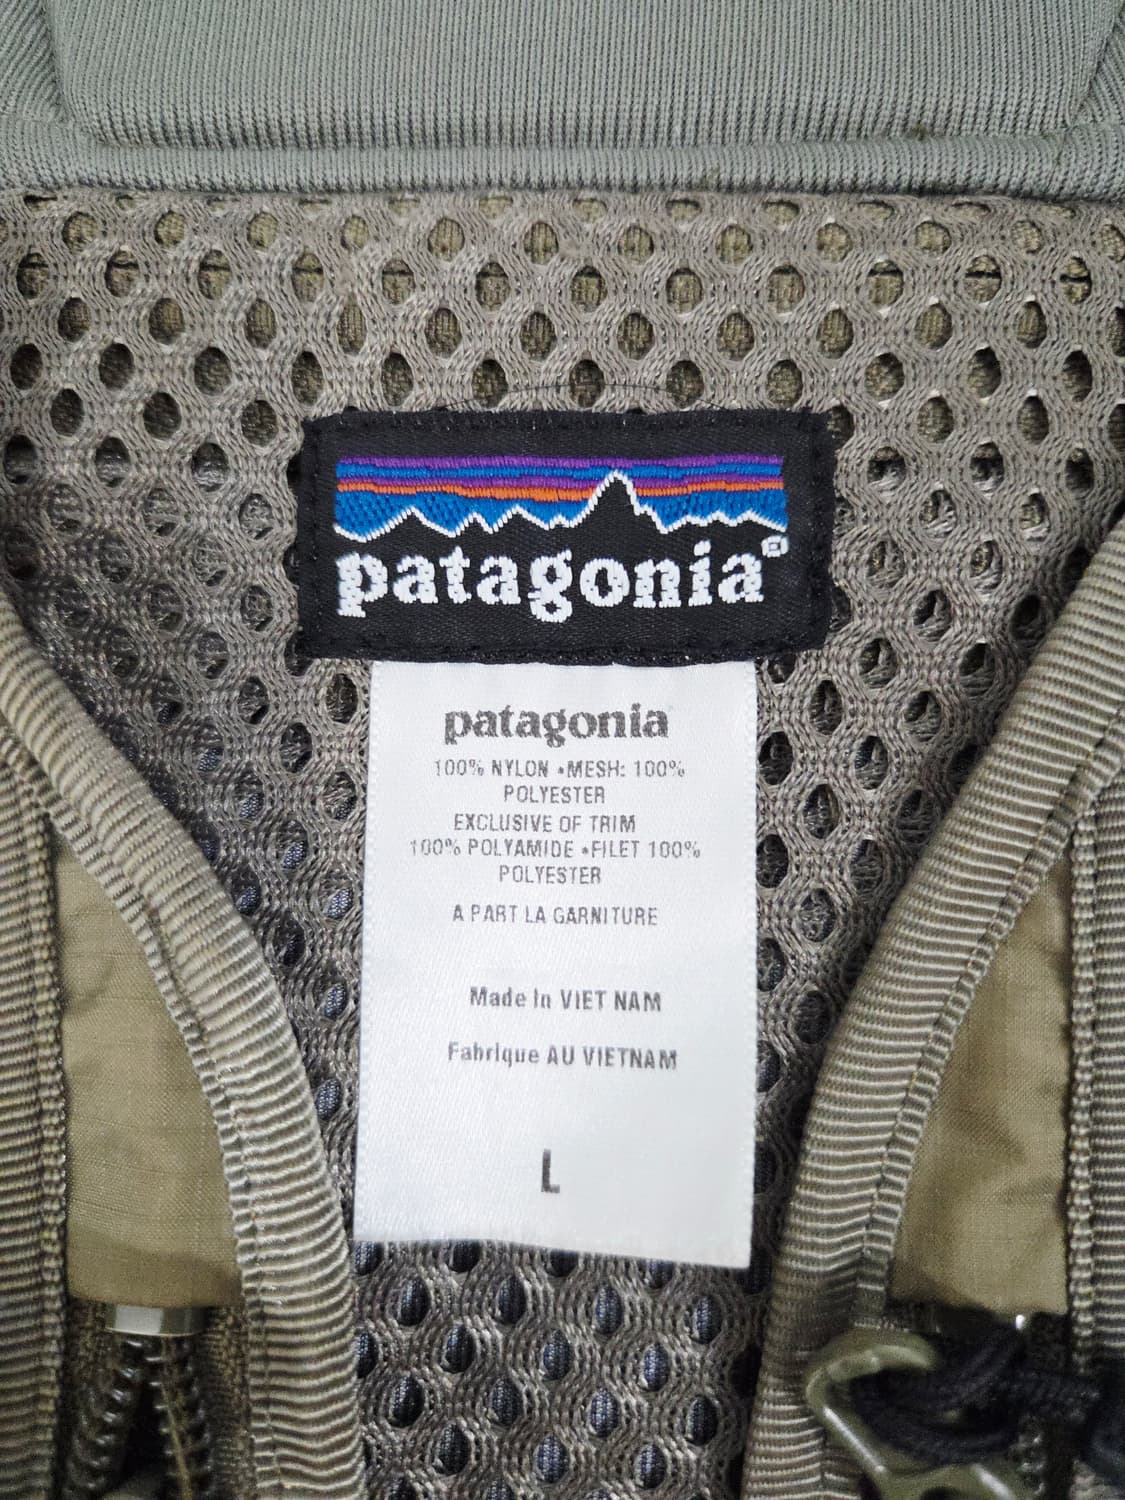 patagonia®
patagonia
100% NYLON •MESH: 100%
POLYESTER
EXCLUSIVE OF TRIM
100% POLYAMIDE •FILET 100%
POLYESTER
A PART LA GARNITURE
Made In VIET NAM
Fabrique AU VIETNAM
L